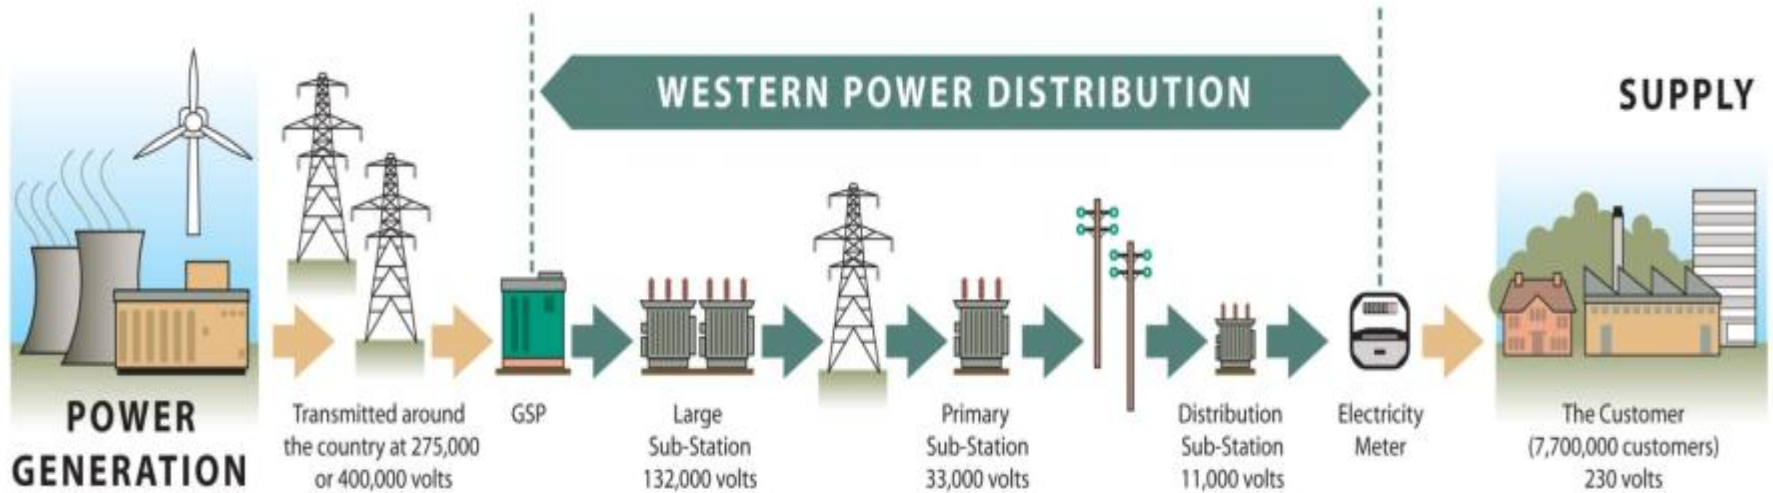 WESTERN POWER DISTRIBUTION
SUPPLY
POWER
GENERATION
Transmitted around
the country at 275,000
or 400,000 volts
GSP
Large
Sub-Station
132,000 volts
Primary
Sub-Station
33,000 volts
Distribution
Sub-Station
11,000 volts
Electricity
Meter
The Customer
(7,700,000 customers)
230 volts